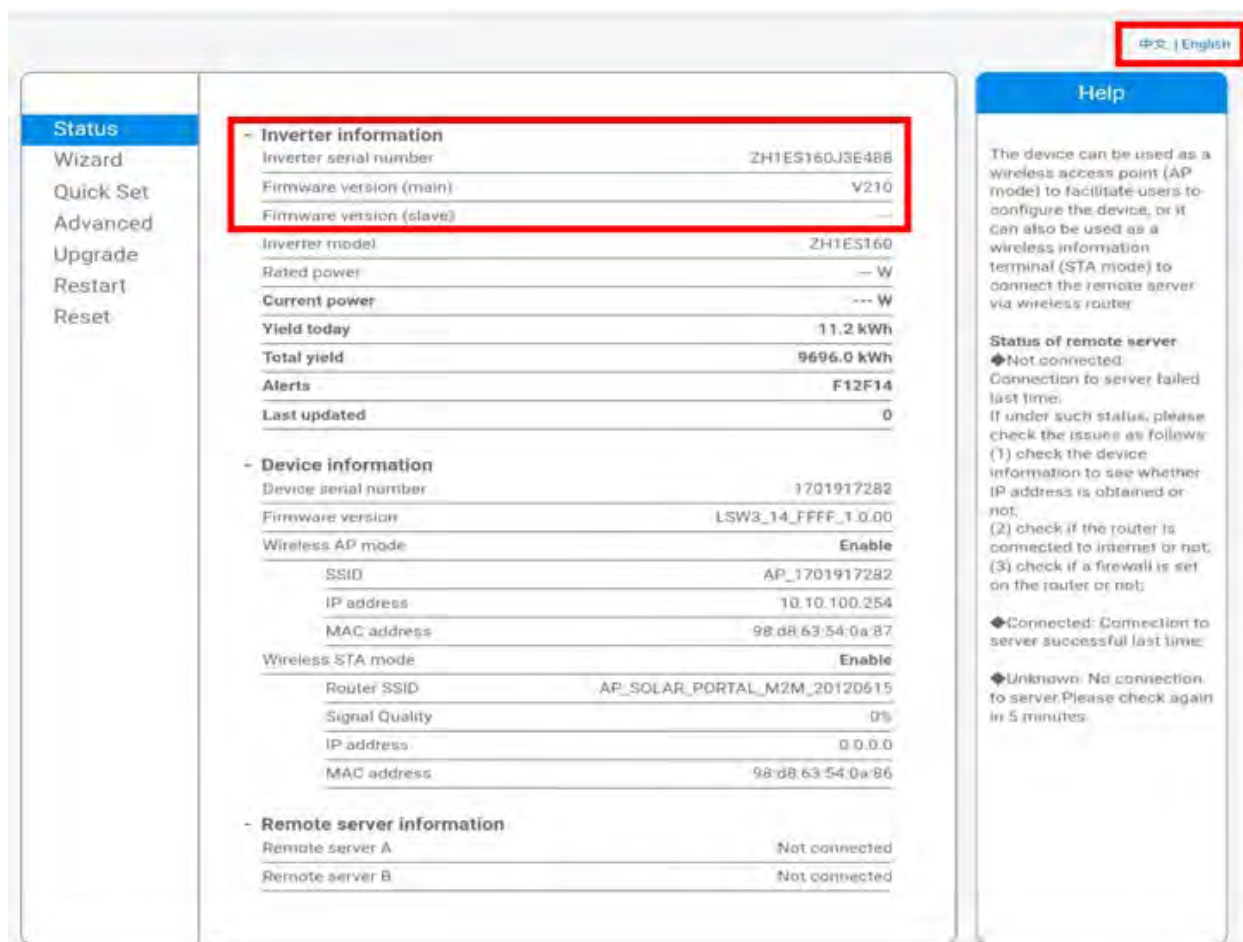 中文 | English
Status
Wizard
Quick Set
Advanced
Upgrade
Restart
Reset
- Inverter information
Inverter serial number ZH1ES160J3E488
Firmware version (main) V210
Firmware version (slave) ---
Inverter model ZH1ES160
Rated power --- W
Current power --- W
Yield today 11.2 kWh
Total yield 9696.0 kWh
Alerts F12F14
Last updated 0
- Device information
Device serial number 1701917282
Firmware version LSW3_14_FFFF_1.0.00
Wireless AP mode Enable
SSID AP_1701917282
IP address 10.10.100.254
MAC address 98:d8:63:54:0a:87
Wireless STA mode Enable
Router SSID AP_SOLAR_PORTAL_M2M_20120615
Signal Quality 0%
IP address 0.0.0.0
MAC address 98:d8:63:54:0a:86
- Remote server information
Remote server A Not connected
Remote server B Not connected
Help
The device can be used as a
wireless access point (AP
mode) to facilitate users to
configure the device, or it
can also be used as a
wireless information
terminal (STA mode) to
connect the remote server
via wireless router
Status of remote server
◆Not connected:
Connection to server failed
last time;
If under such status, please
check the issues as follows:
(1) check the device
information to see whether
IP address is obtained or
not;
(2) check if the router is
connected to internet or not;
(3) check if a firewall is set
on the router or not;
◆Connected: Connection to
server successful last time;
◆Unknown: No connection
to server.Please check again
in 5 minutes.